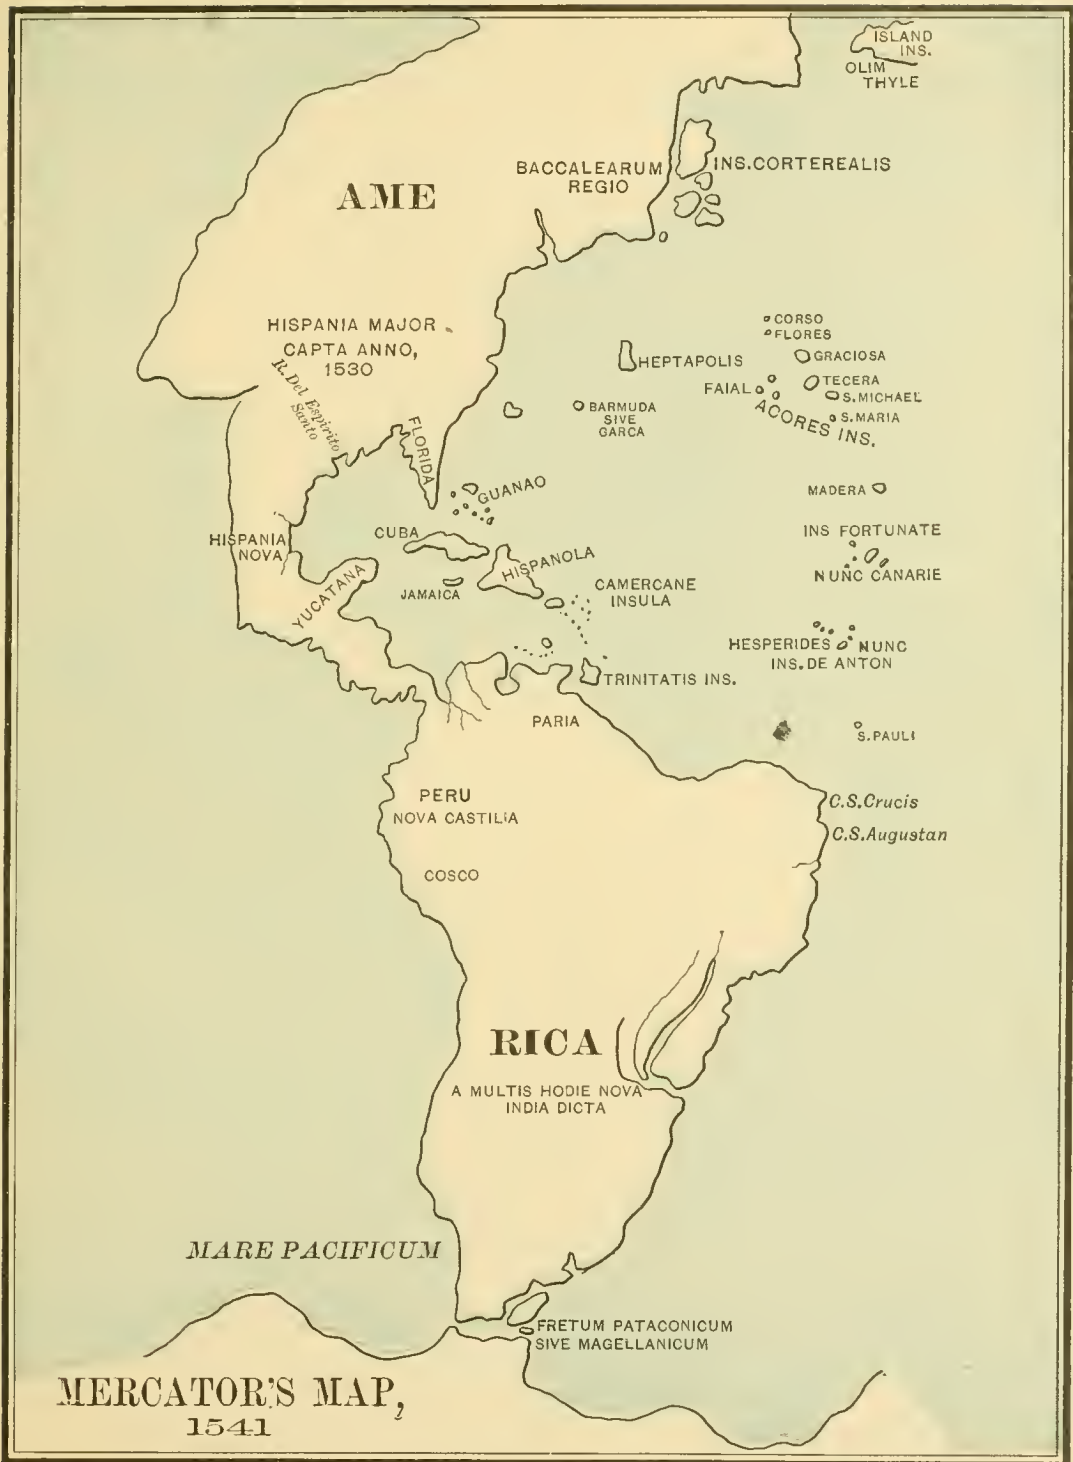 ISLAND
INS.
OLIM
THYLE
BACCALEARUM
REGIO
INS.CORTEREALIS
AME
HISPANIA MAJOR
CAPTA ANNO,
1530
R. Del Espirito
Santo
FLORIDA
CORSO
FLORES
HEPTAPOLIS
GRACIOSA
FAIAL
TECERA
S.MICHAEL
S.MARIA
ACORES INS.
BARMUDA
SIVE
GARCA
GUANAO
MADERA
CUBA
HISPANIA
NOVA
INS FORTUNATE
NUNC CANARIE
HISPANOLA
YUCATANA
JAMAICA
CAMERCANE
INSULA
HESPERIDES NUNC
INS.DE ANTON
TRINITATIS INS.
PARIA
S.PAULI
PERU
NOVA CASTILIA
C.S.Crucis
C.S.Augustan
COSCO
RICA
A MULTIS HODIE NOVA
INDIA DICTA
MARE PACIFICUM
FRETUM PATACONICUM
SIVE MAGELLANICUM
MERCATOR'S MAP,
1541